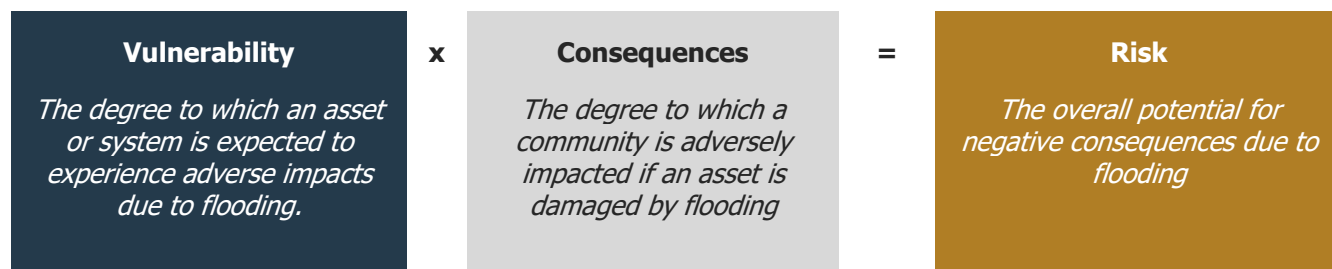 Vulnerability
The degree to which an asset
or system is expected to
experience adverse impacts
due to flooding.
x
Consequences
The degree to which a
community is adversely
impacted if an asset is
damaged by flooding
=
Risk
The overall potential for
negative consequences due to
flooding